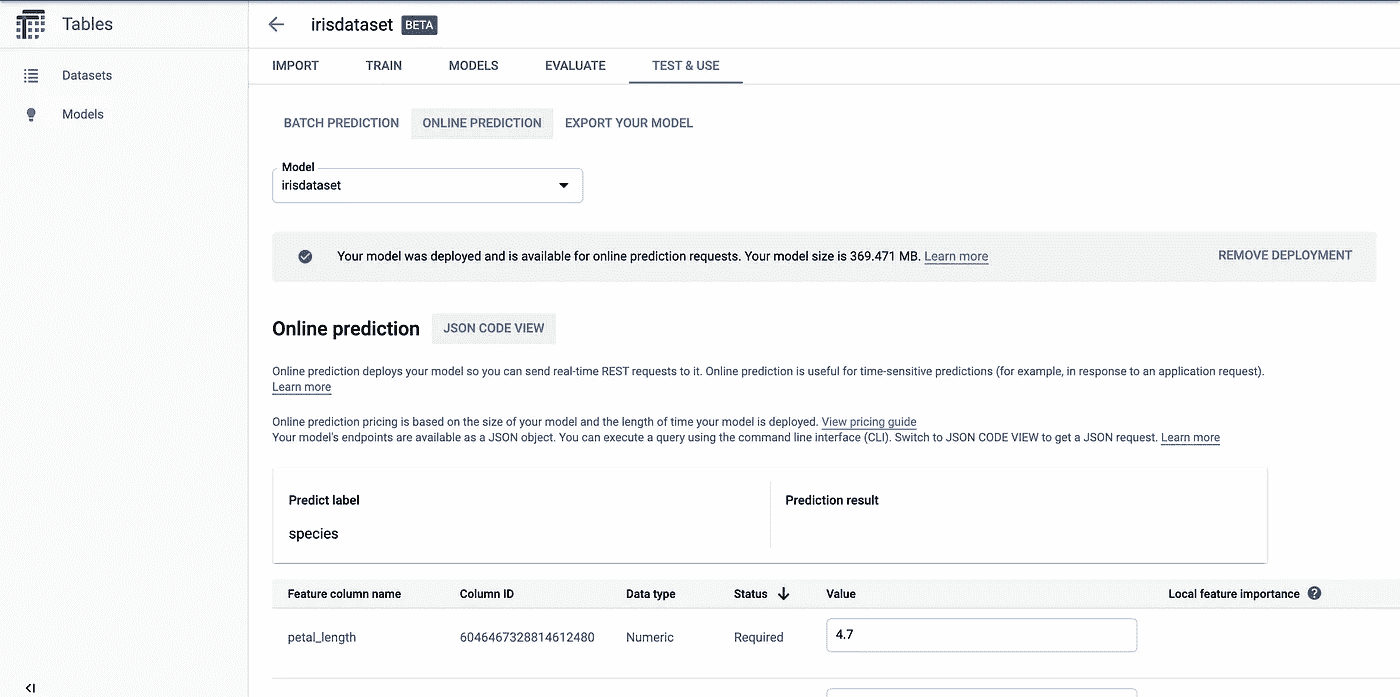 Tables
irisdataset BETA
IMPORT TRAIN MODELS EVALUATE TEST & USE
Datasets
Models
BATCH PREDICTION ONLINE PREDICTION EXPORT YOUR MODEL
Model
irisdataset
Your model was deployed and is available for online prediction requests. Your model size is 369.471 MB. Learn more REMOVE DEPLOYMENT
Online prediction JSON CODE VIEW
Online prediction deploys your model so you can send real-time REST requests to it. Online prediction is useful for time-sensitive predictions (for example, in response to an application request).
Learn more
Online prediction pricing is based on the size of your model and the length of time your model is deployed. View pricing guide
Your model's endpoints are available as a JSON object. You can execute a query using the command line interface (CLI). Switch to JSON CODE VIEW to get a JSON request. Learn more
Predict label Prediction result
species
Feature column name Column ID Data type Status Value Local feature importance
petal_length 6046467328814612480 Numeric Required 4.7